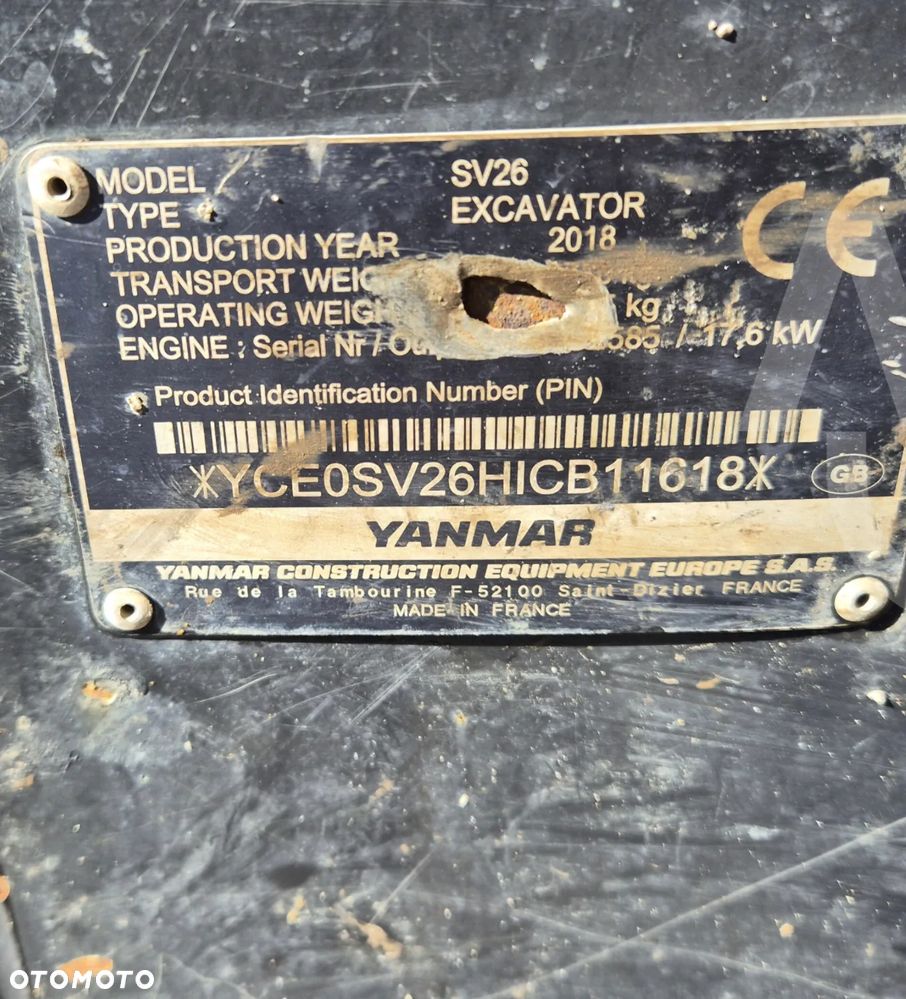 MODEL SV26
TYPE EXCAVATOR
PRODUCTION YEAR 2018
TRANSPORT
OPERATING kg
ENGINE : Serial Nr / 17,6 kW
Product Identification Number (PIN)
*YCE0SV26HICB11618*
GB
CE
YANMAR
YANMAR CONSTRUCTION EQUIPMENT EUROPE S.A.S.
Rue de la Tambourine F-52100 Saint-Dizier FRANCE
MADE IN FRANCE
OTOMOTO